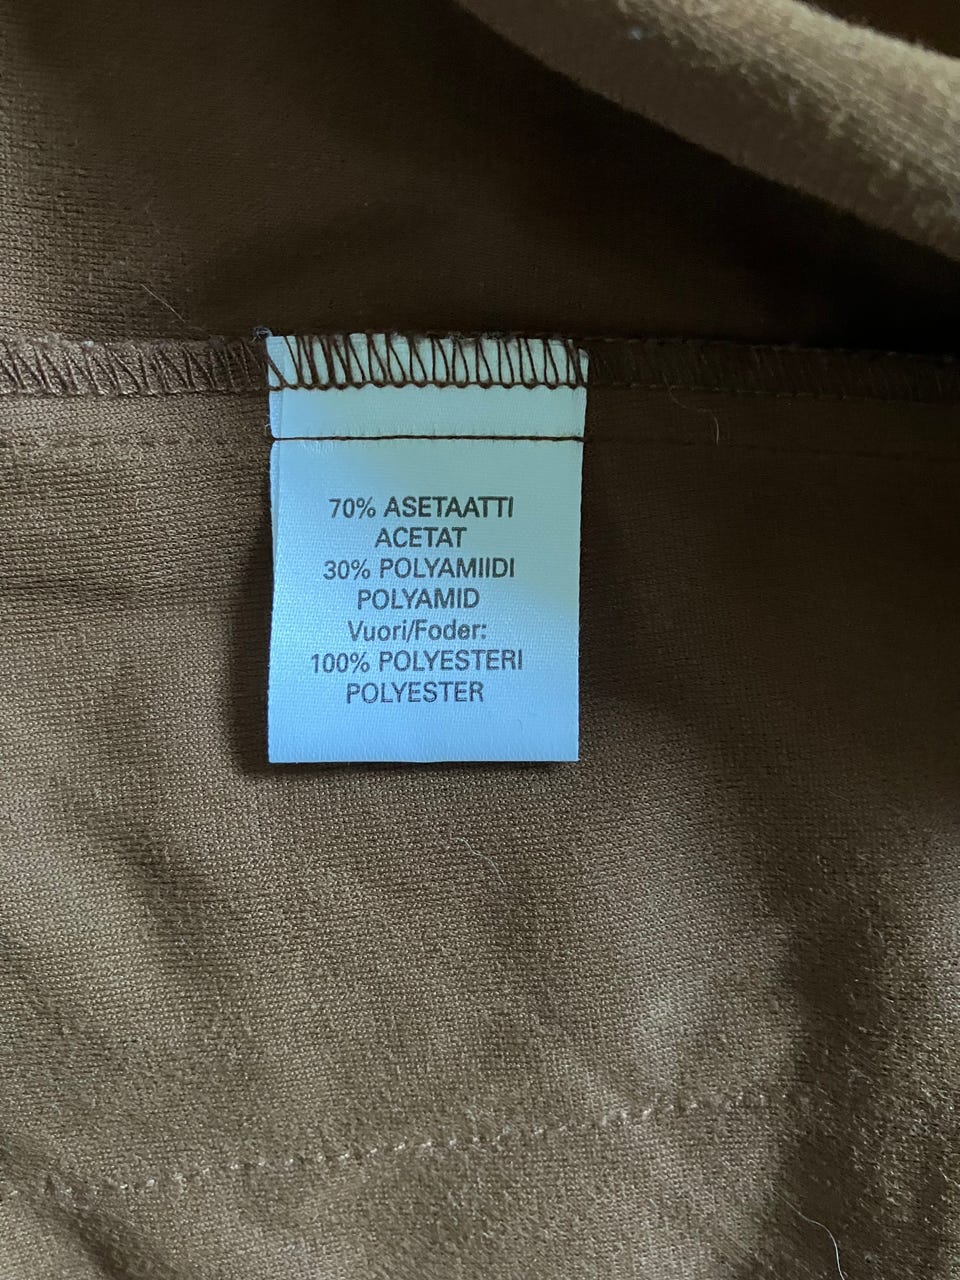 70% ASETAATTI
ACETAT
30% POLYAMIIDI
POLYAMID
Vuori/Foder:
100% POLYESTERI
POLYESTER